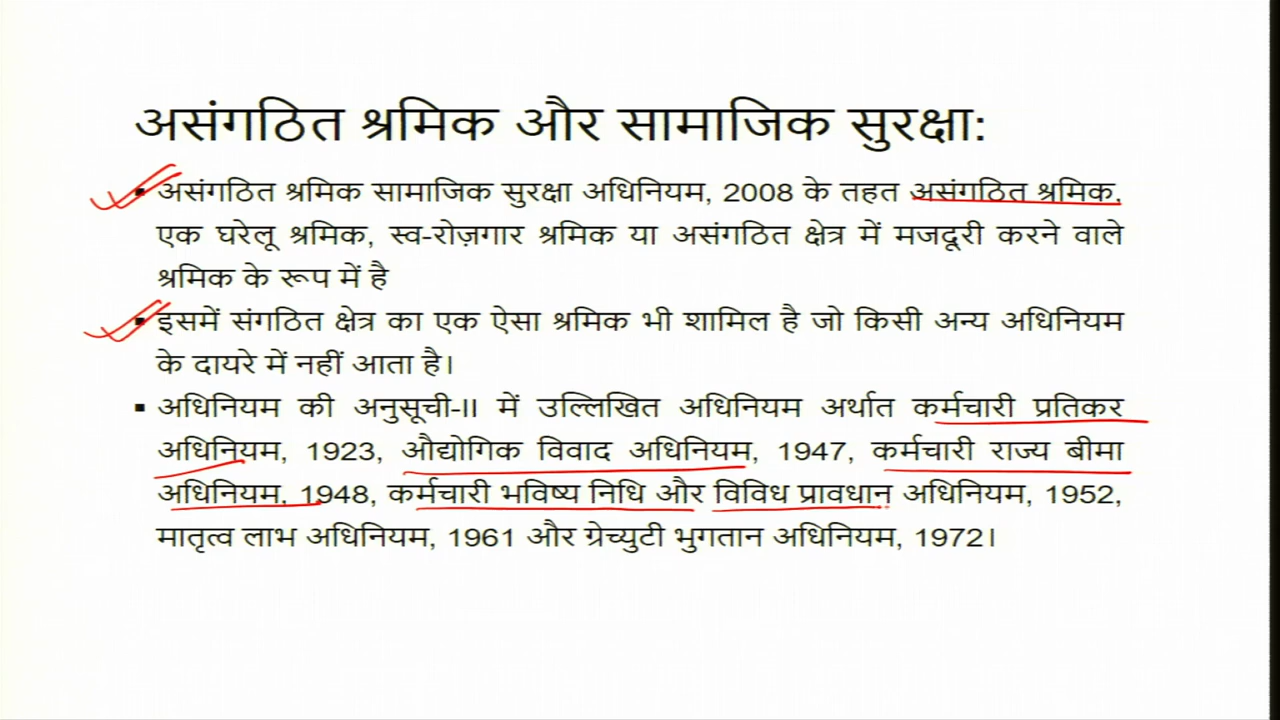 असंगठित श्रमिक और सामाजिक सुरक्षा:
▪ असंगठित श्रमिक सामाजिक सुरक्षा अधिनियम, 2008 के तहत असंगठित श्रमिक,
एक घरेलू श्रमिक, स्व-रोज़गार श्रमिक या असंगठित क्षेत्र में मजदूरी करने वाले
श्रमिक के रूप में है
▪ इसमें संगठित क्षेत्र का एक ऐसा श्रमिक भी शामिल है जो किसी अन्य अधिनियम
के दायरे में नहीं आता है।
▪ अधिनियम की अनुसूची-II में उल्लिखित अधिनियम अर्थात कर्मचारी प्रतिकर
अधिनियम, 1923, औद्योगिक विवाद अधिनियम, 1947, कर्मचारी राज्य बीमा
अधिनियम, 1948, कर्मचारी भविष्य निधि और विविध प्रावधान अधिनियम, 1952,
मातृत्व लाभ अधिनियम, 1961 और ग्रेच्युटी भुगतान अधिनियम, 1972।